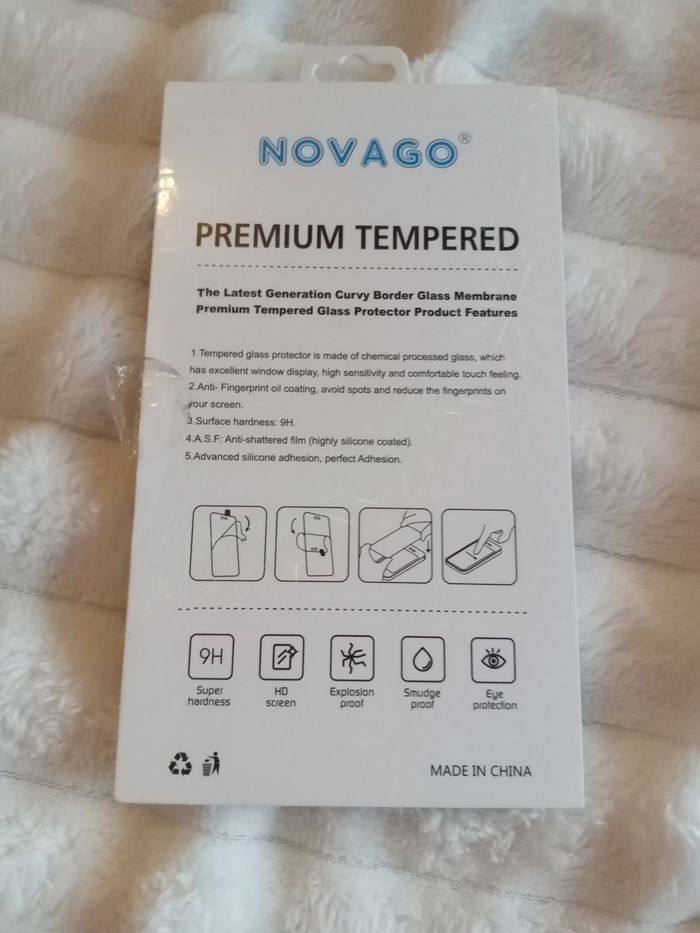 NOVAGO®
PREMIUM TEMPERED
The Latest Generation Curvy Border Glass Membrane
Premium Tempered Glass Protector Product Features
1.Tempered glass protector is made of chemical processed glass, which
has excellent window display, high sensitivity and comfortable touch feeling.
2.Anti- Fingerprint oil coating, avoid spots and reduce the fingerprints on
your screen.
3.Surface hardness: 9H.
4.A.S.F: Anti-shattered film (highly silicone coated).
5.Advanced silicone adhesion, perfect Adhesion.
9H
Super
hardness
HD
screen
Explosion
proof
Smudge
proof
Eye
protection
MADE IN CHINA